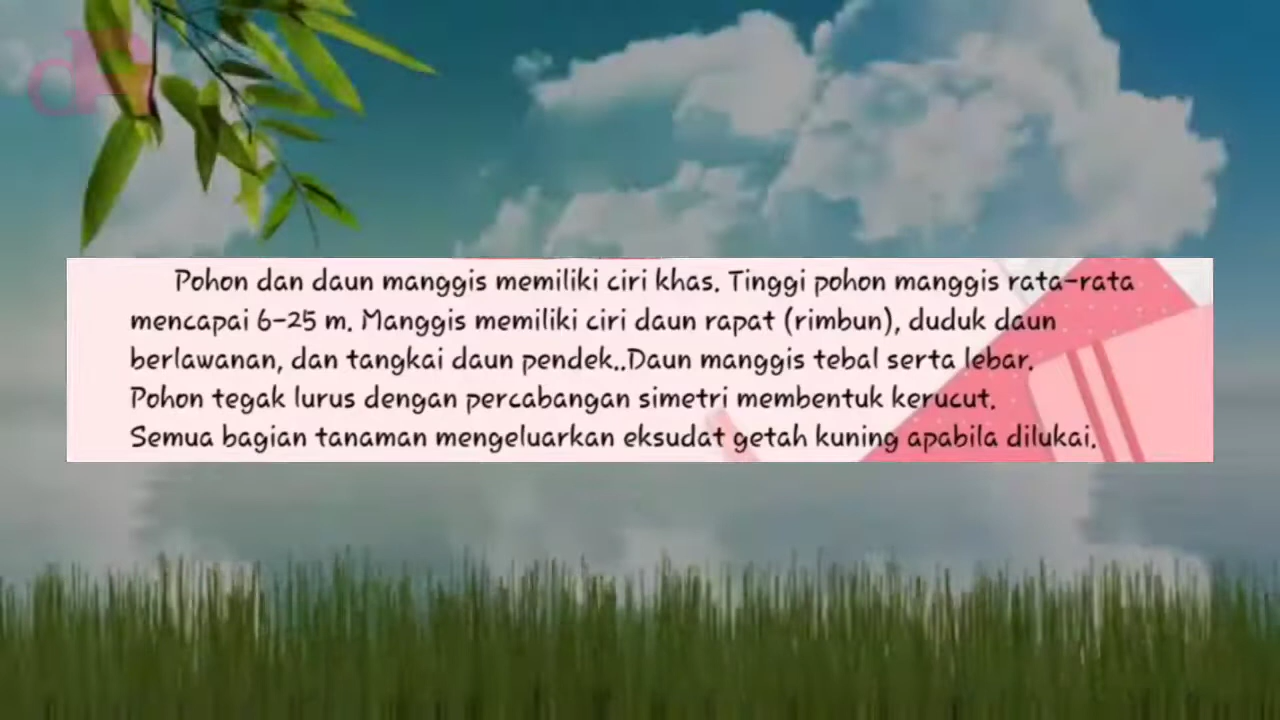 Pohon dan daun manggis memiliki ciri khas. Tinggi pohon manggis rata-rata
mencapai 6-25 m. Manggis memiliki ciri daun rapat (rimbun), duduk daun
berlawanan, dan tangkai daun pendek..Daun manggis tebal serta lebar.
Pohon tegak lurus dengan percabangan simetri membentuk kerucut.
Semua bagian tanaman mengeluarkan eksudat getah kuning apabila dilukai.